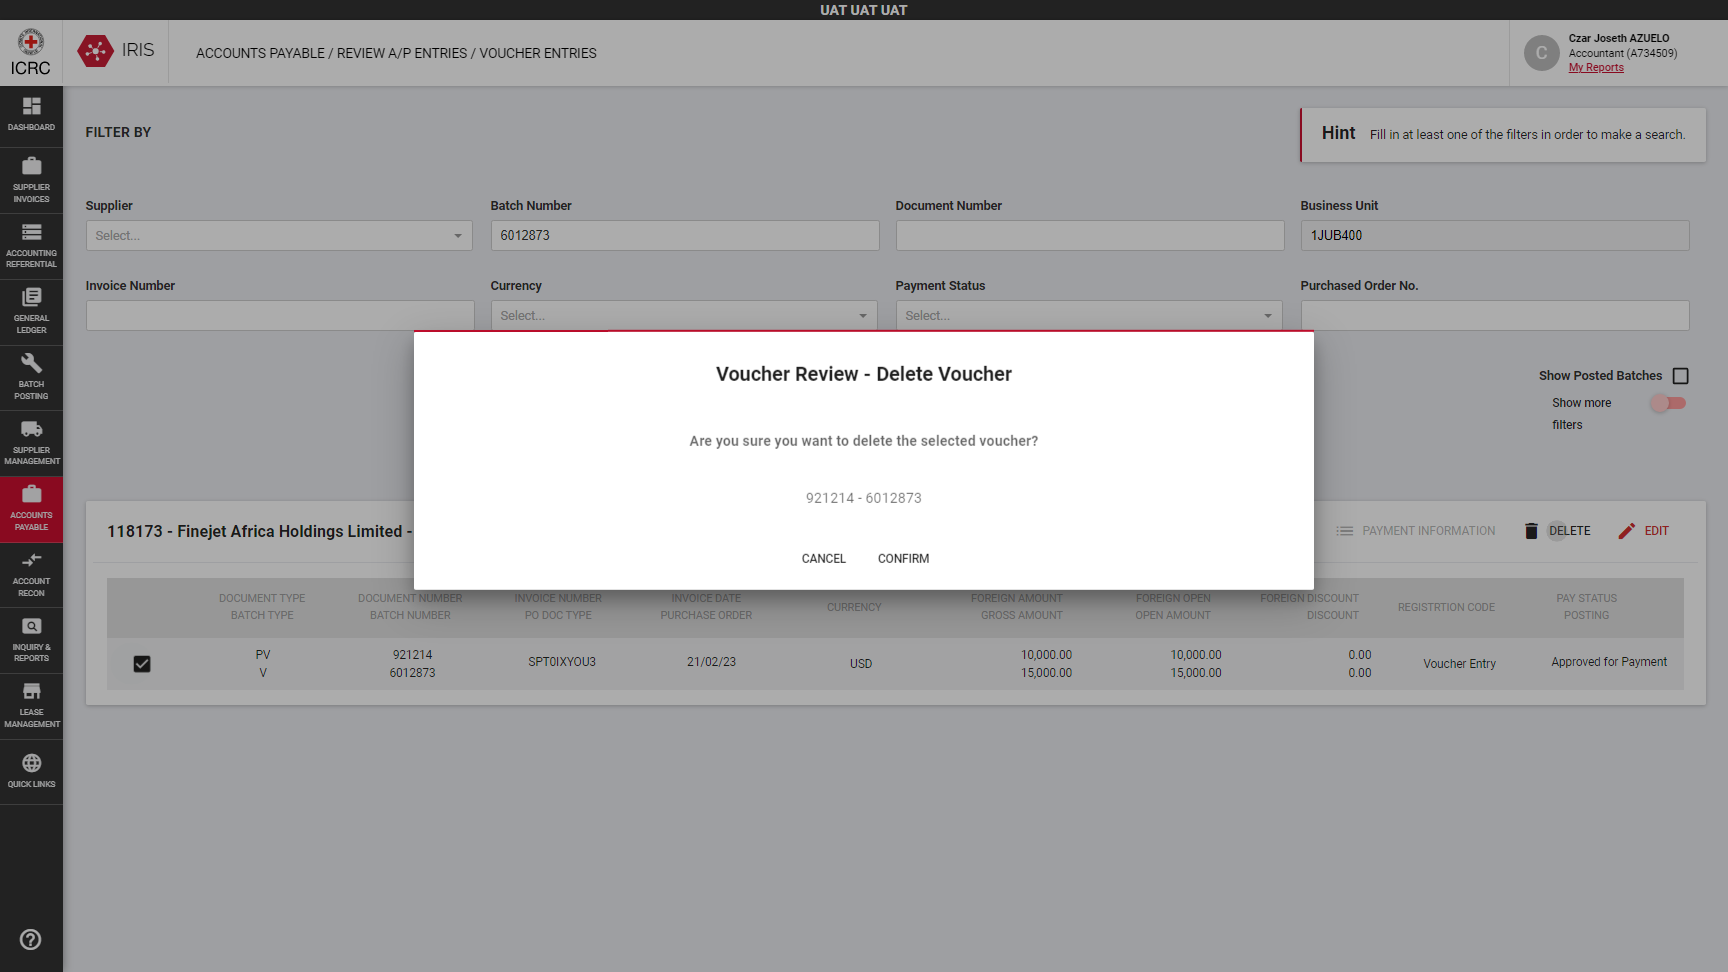 UAT UAT UAT
ICRC
IRIS
ACCOUNTS PAYABLE / REVIEW A/P ENTRIES / VOUCHER ENTRIES
C
Czar Joseth AZUELO
Accountant (A734509)
My Reports
DASHBOARD
SUPPLIER
INVOICES
ACCOUNTING
REFERENTIAL
GENERAL
LEDGER
BATCH
POSTING
SUPPLIER
MANAGEMENT
ACCOUNTS
PAYABLE
ACCOUNT
RECON
INQUIRY &
REPORTS
LEASE
MANAGEMENT
QUICK LINKS
FILTER BY
Hint Fill in at least one of the filters in order to make a search.
Supplier Batch Number Document Number Business Unit
Select... 6012873 1JUB400
Invoice Number Currency Payment Status Purchased Order No.
Select... Select...
Show Posted Batches
Show more
filters
Voucher Review - Delete Voucher
Are you sure you want to delete the selected voucher?
921214 - 6012873
CANCEL CONFIRM
118173 - Finejet Africa Holdings Limited -
PAYMENT INFORMATION DELETE EDIT
DOCUMENT TYPE DOCUMENT NUMBER INVOICE NUMBER INVOICE DATE CURRENCY FOREIGN AMOUNT FOREIGN OPEN FOREIGN DISCOUNT REGISTRTION CODE PAY STATUS
BATCH TYPE BATCH NUMBER PO DOC TYPE PURCHASE ORDER GROSS AMOUNT OPEN AMOUNT DISCOUNT POSTING
PV 921214 SPT0IXYOU3 21/02/23 USD 10,000.00 10,000.00 0.00 Voucher Entry Approved for Payment
V 6012873 15,000.00 15,000.00 0.00